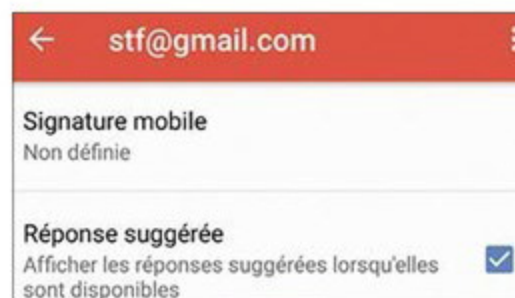 stf@gmail.com
Signature mobile
Non définie
Réponse suggérée
Afficher les réponses suggérées lorsqu'elles
sont disponibles